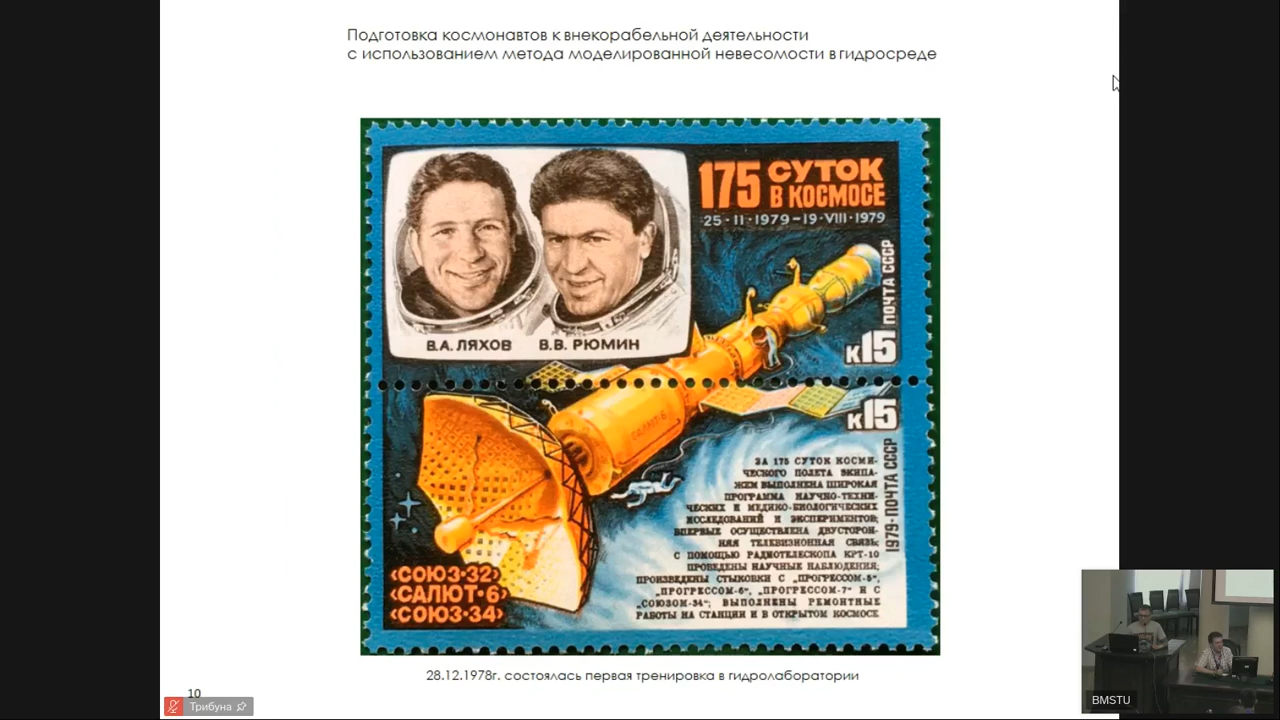 Подготовка космонавтов к внекорабельной деятельности
с использованием метода моделированной невесомости в гидросреде
175 СУТОК
В КОСМОСЕ
25·II·1979–19·VIII·1979
ПОЧТА СССР
К15
В.А. ЛЯХОВ В.В. РЮМИН
К15
1979·ПОЧТА СССР
САЛЮТ-6
ЗА 175 СУТОК КОСМИ-
ЧЕСКОГО ПОЛЕТА ЭКИПА-
ЖЕМ ВЫПОЛНЕНА ШИРОКАЯ
ПРОГРАММА НАУЧНО-ТЕХНИ-
ЧЕСКИХ И МЕДИКО-БИОЛОГИЧЕСКИХ
ИССЛЕДОВАНИЙ И ЭКСПЕРИМЕНТОВ;
ВПЕРВЫЕ ОСУЩЕСТВЛЕНА ДВУСТОРОН-
НЯЯ ТЕЛЕВИЗИОННАЯ СВЯЗЬ;
С ПОМОЩЬЮ РАДИОТЕЛЕСКОПА КРТ-10
ПРОВЕДЕНЫ НАУЧНЫЕ НАБЛЮДЕНИЯ;
ПРОИЗВЕДЕНЫ СТЫКОВКИ С „ПРОГРЕССОМ-5“,
„ПРОГРЕССОМ-6“, „ПРОГРЕССОМ-7“ И С
„СОЮЗОМ-34“; ВЫПОЛНЕНЫ РЕМОНТНЫЕ
РАБОТЫ НА СТАНЦИИ И В ОТКРЫТОМ КОСМОСЕ
‹СОЮЗ·32›
‹САЛЮТ·6›
‹СОЮЗ·34›
28.12.1978г. состоялась первая тренировка в гидролаборатории
10
Трибуна
BMSTU